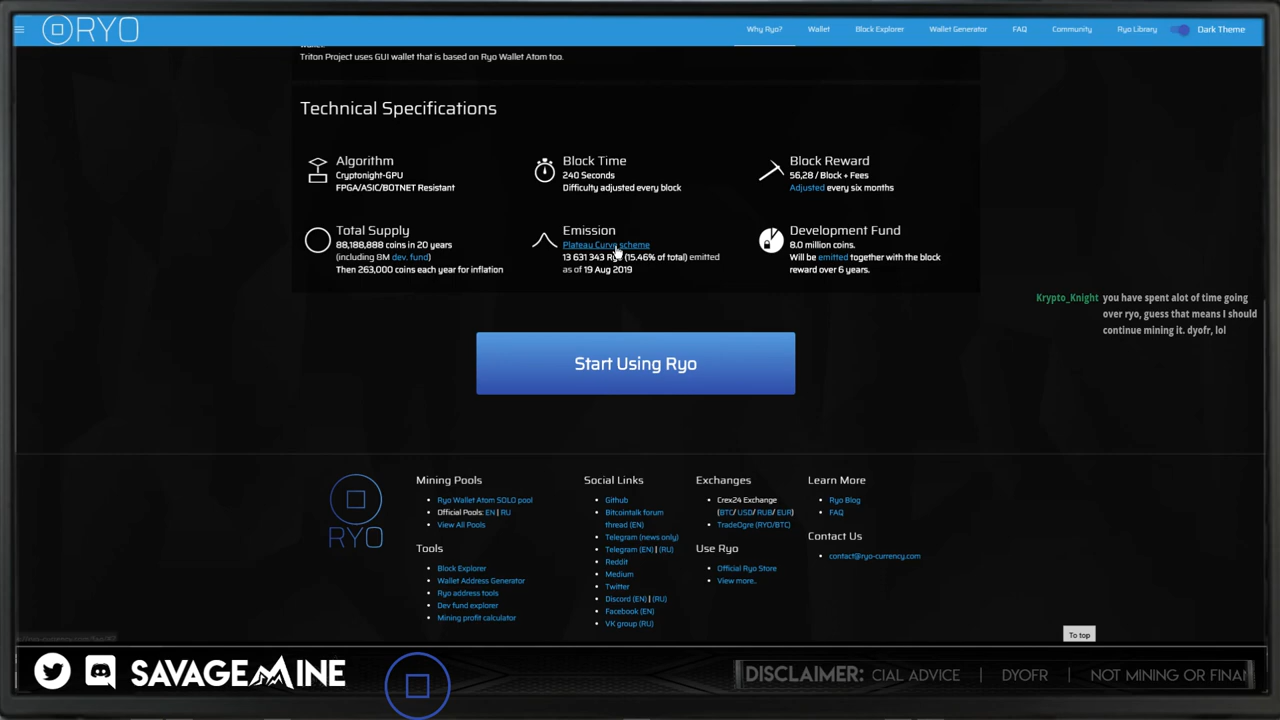 RYO
Why Ryo?
Wallet
Block Explorer
Wallet Generator
FAQ
Community
Ryo Library
Dark Theme
Triton Project uses GUI wallet that is based on Ryo Wallet Atom too.
Technical Specifications
Algorithm
Cryptonight-GPU
FPGA/ASIC/BOTNET Resistant
Block Time
240 Seconds
Difficulty adjusted every block
Block Reward
56,28 / Block + Fees
Adjusted every six months
Total Supply
88,188,888 coins in 20 years
(including 8M dev. fund)
Then 263,000 coins each year for inflation
Emission
Plateau Curve scheme
13 631 343 Ryo (15.46% of total) emitted
as of 19 Aug 2019
Development Fund
8.0 million coins.
Will be emitted together with the block
reward over 6 years.
Krypto_Knight you have spent alot of time going
over ryo, guess that means I should
continue mining it. dyofr, lol
Start Using Ryo
RYO
Mining Pools
Ryo Wallet Atom SOLO pool
Official Pools: EN | RU
View All Pools
Tools
Block Explorer
Wallet Address Generator
Ryo address tools
Dev fund explorer
Mining profit calculator
Social Links
Github
Bitcointalk forum
thread (EN)
Telegram (news only)
Telegram (EN) | (RU)
Reddit
Medium
Twitter
Discord (EN) | (RU)
Facebook (EN)
VK group (RU)
Exchanges
Crex24 Exchange
(BTC/ USD/ RUB/ EUR)
TradeOgre (RYO/BTC)
Use Ryo
Official Ryo Store
View more..
Learn More
Ryo Blog
FAQ
Contact Us
contact@ryo-currency.com
To top
SAVAGEMINE
DISCLAIMER: CIAL ADVICE | DYOFR | NOT MINING OR FINAN